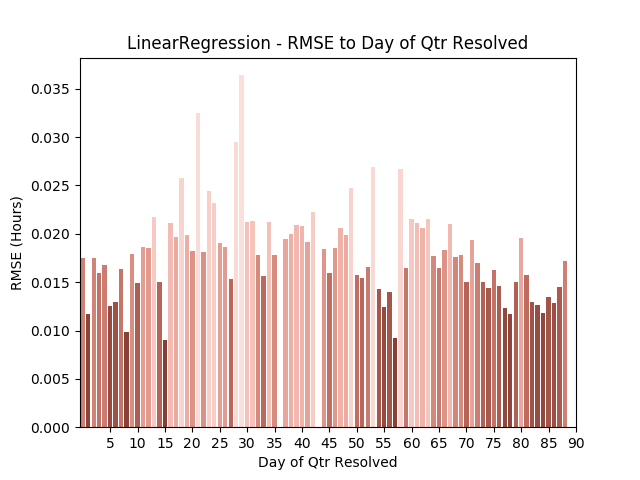 LinearRegression - RMSE to Day of Qtr Resolved
0.035
0.030
0.025
0.020
0.015
0.010
0.005
0.000
RMSE (Hours)
5 10 15 20 25 30 35 40 45 50 55 60 65 70 75 80 85 90
Day of Qtr Resolved